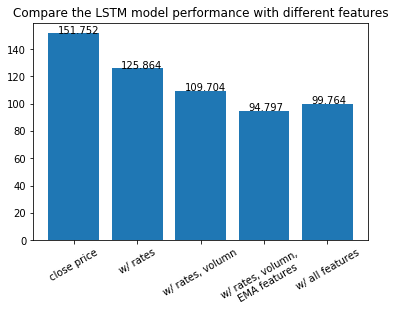 Compare the LSTM model performance with different features
151.752
125.864
109.704
94.797
99.764
140
120
100
80
60
40
20
0
close price
w/ rates
w/ rates, volumn
w/ rates, volumn,
EMA features
w/ all features